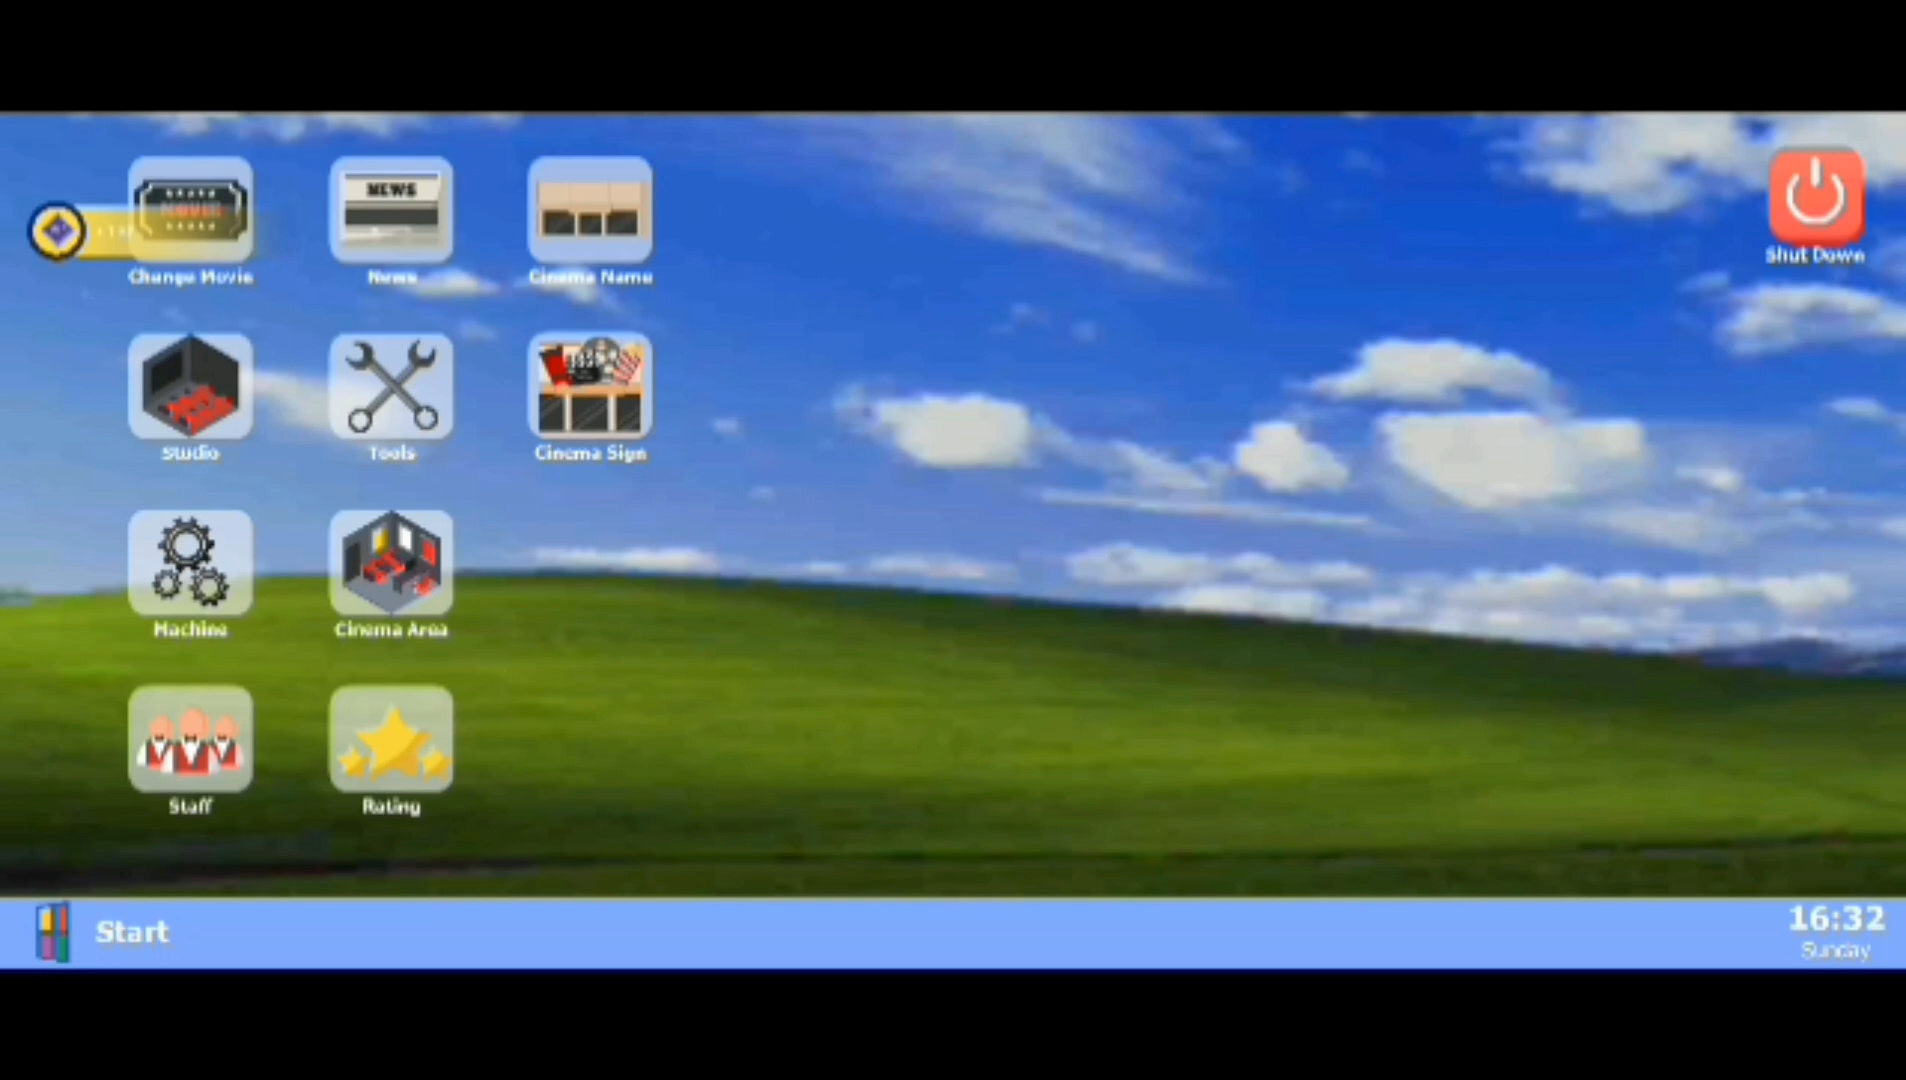 NEWS
Change Movie
News
Cinema Name
Shut Down
Studio
Tools
Cinema Sign
Machine
Cinema Area
Staff
Rating
Start
16:32
Sunday